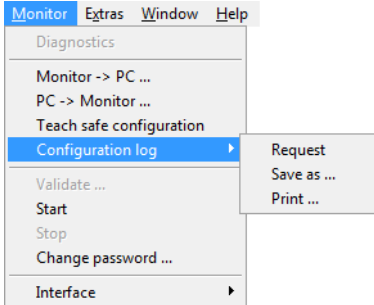 Monitor Extras Window Help
Diagnostics
Monitor -> PC ...
PC -> Monitor ...
Teach safe configuration
Configuration log
Request
Save as ...
Print ...
Validate ...
Start
Stop
Change password ...
Interface